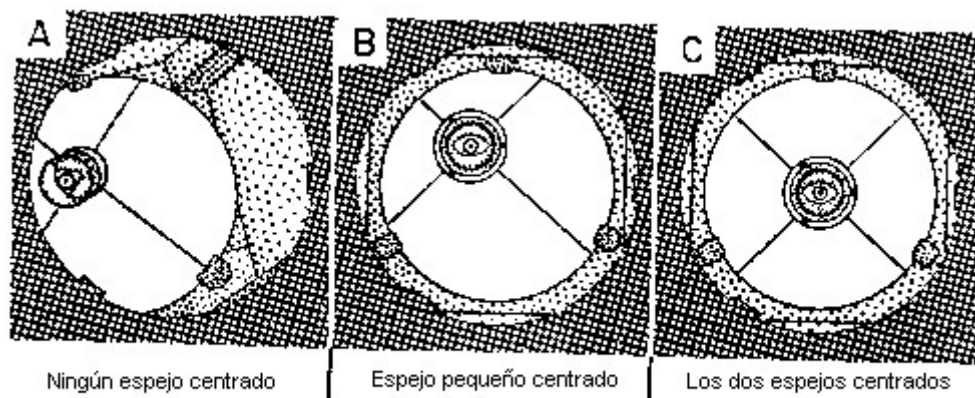 A
B
C
Ningún espejo centrado
Espejo pequeño centrado
Los dos espejos centrados